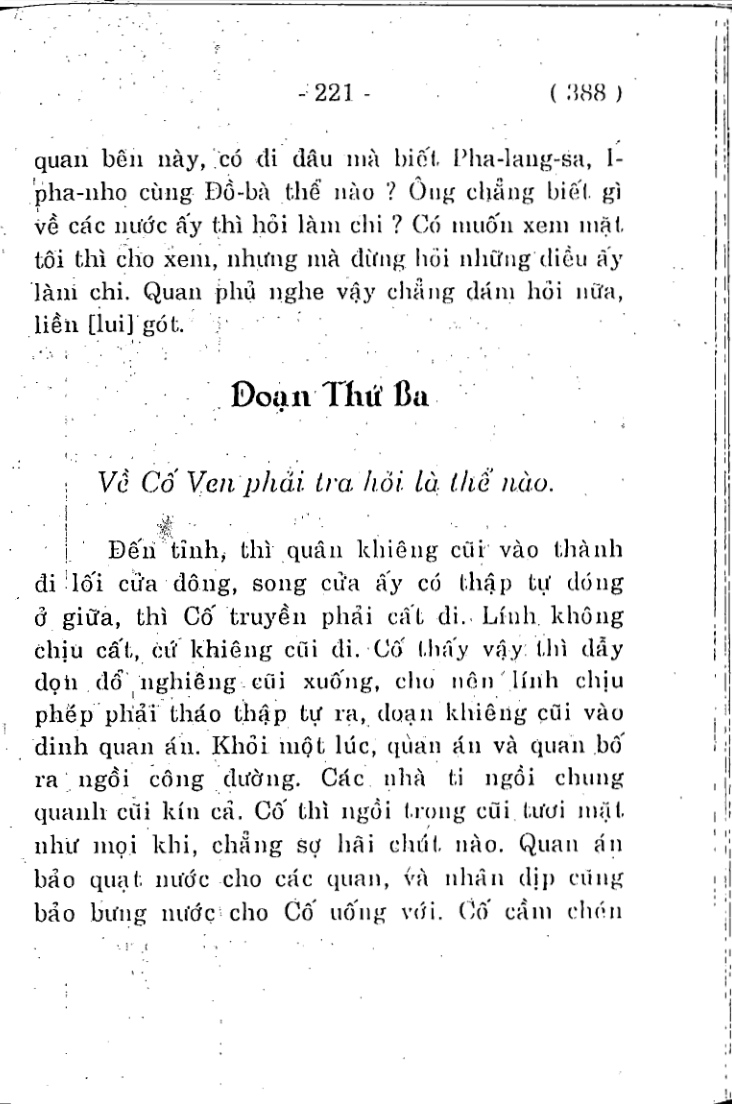 - 221 - ( 388 )
quan bên này, có đi đâu mà biết Pha-lang-sa, I-
pha-nho cùng Đồ-bà thể nào ? Ông chẳng biết gì
về các nước ấy thì hỏi làm chi ? Có muốn xem mặt
tôi thì cho xem, nhưng mà đừng hỏi những điều ấy
làm chi. Quan phủ nghe vậy chẳng dám hỏi nữa,
liền [lui] gót.
Đoạn Thứ Ba
Về Cố Ven phải tra hỏi là thể nào.
Đến tỉnh, thì quân khiêng cũi vào thành
đi lối cửa đông, song cửa ấy có thập tự đóng
ở giữa, thì Cố truyền phải cất đi. Lính không
chịu cất, cứ khiêng cũi đi. Cố thấy vậy thì dẫy
dọn đổ nghiêng cũi xuống, cho nên lính chịu
phép phải tháo thập tự ra, đoạn khiêng cũi vào
dinh quan án. Khỏi một lúc, quan án và quan bố
ra ngồi công đường. Các nhà ti ngồi chung
quanh cũi kín cả. Cố thì ngồi trong cũi tươi mặt
như mọi khi, chẳng sợ hãi chút nào. Quan án
bảo quạt nước cho các quan, và nhân dịp cũng
bảo bưng nước cho Cố uống với. Cố cầm chén